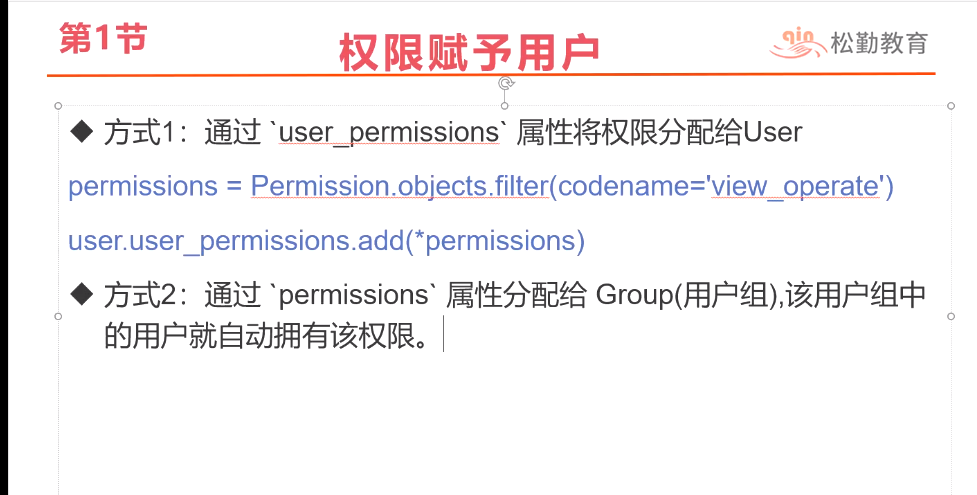 第1节
权限赋予用户
qin 松勤教育
◆ 方式1：通过 `user_permissions` 属性将权限分配给User
permissions = Permission.objects.filter(codename='view_operate')
user.user_permissions.add(*permissions)
◆ 方式2：通过 `permissions` 属性分配给 Group(用户组),该用户组中
的用户就自动拥有该权限。